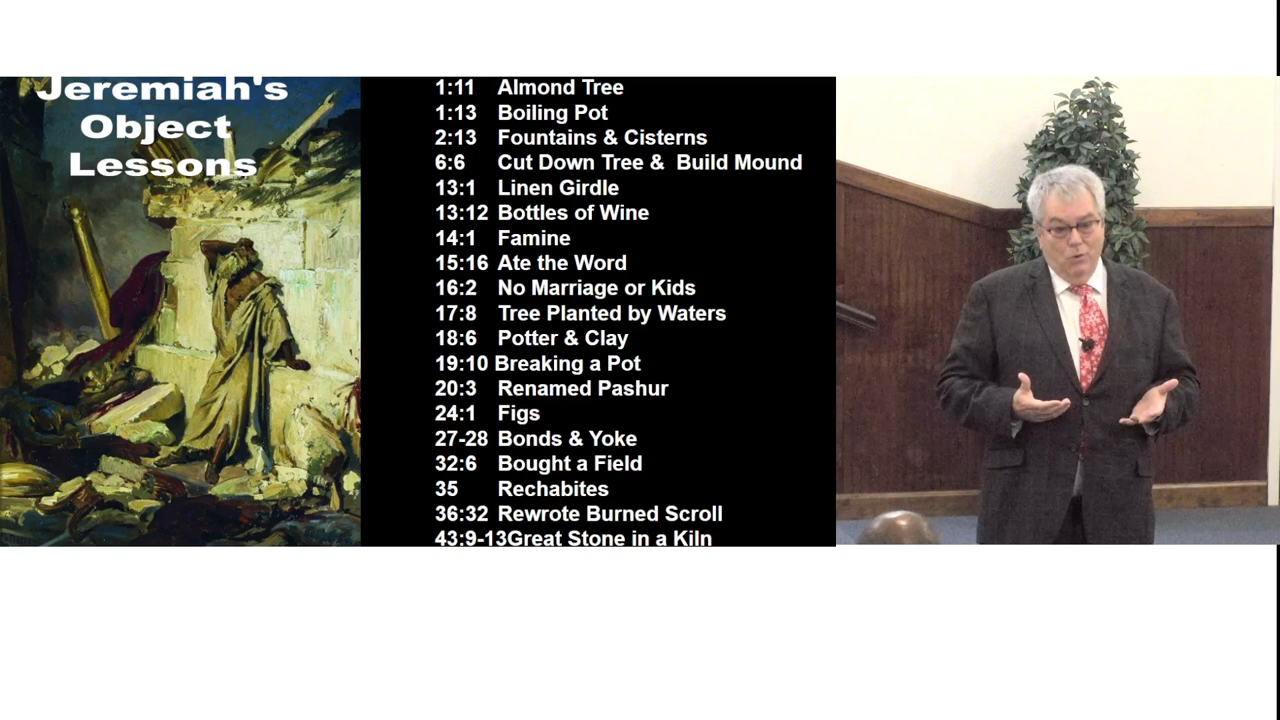 Jeremiah's
Object
Lessons
1:11 Almond Tree
1:13 Boiling Pot
2:13 Fountains & Cisterns
6:6 Cut Down Tree & Build Mound
13:1 Linen Girdle
13:12 Bottles of Wine
14:1 Famine
15:16 Ate the Word
16:2 No Marriage or Kids
17:8 Tree Planted by Waters
18:6 Potter & Clay
19:10 Breaking a Pot
20:3 Renamed Pashur
24:1 Figs
27-28 Bonds & Yoke
32:6 Bought a Field
35 Rechabites
36:32 Rewrote Burned Scroll
43:9-13Great Stone in a Kiln